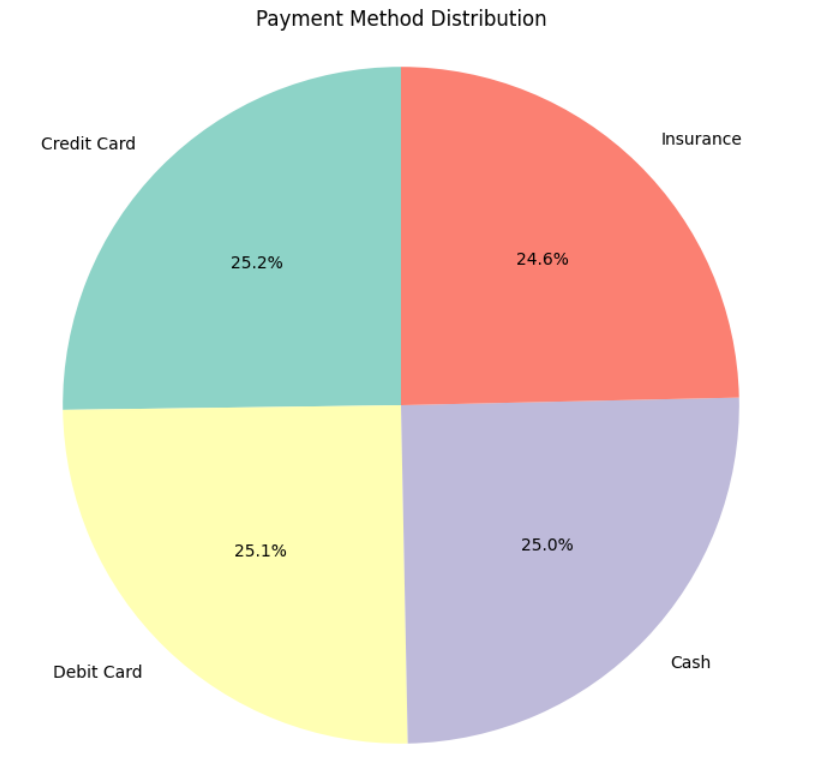 Payment Method Distribution
Credit Card
Insurance
25.2%
24.6%
25.1%
25.0%
Debit Card
Cash